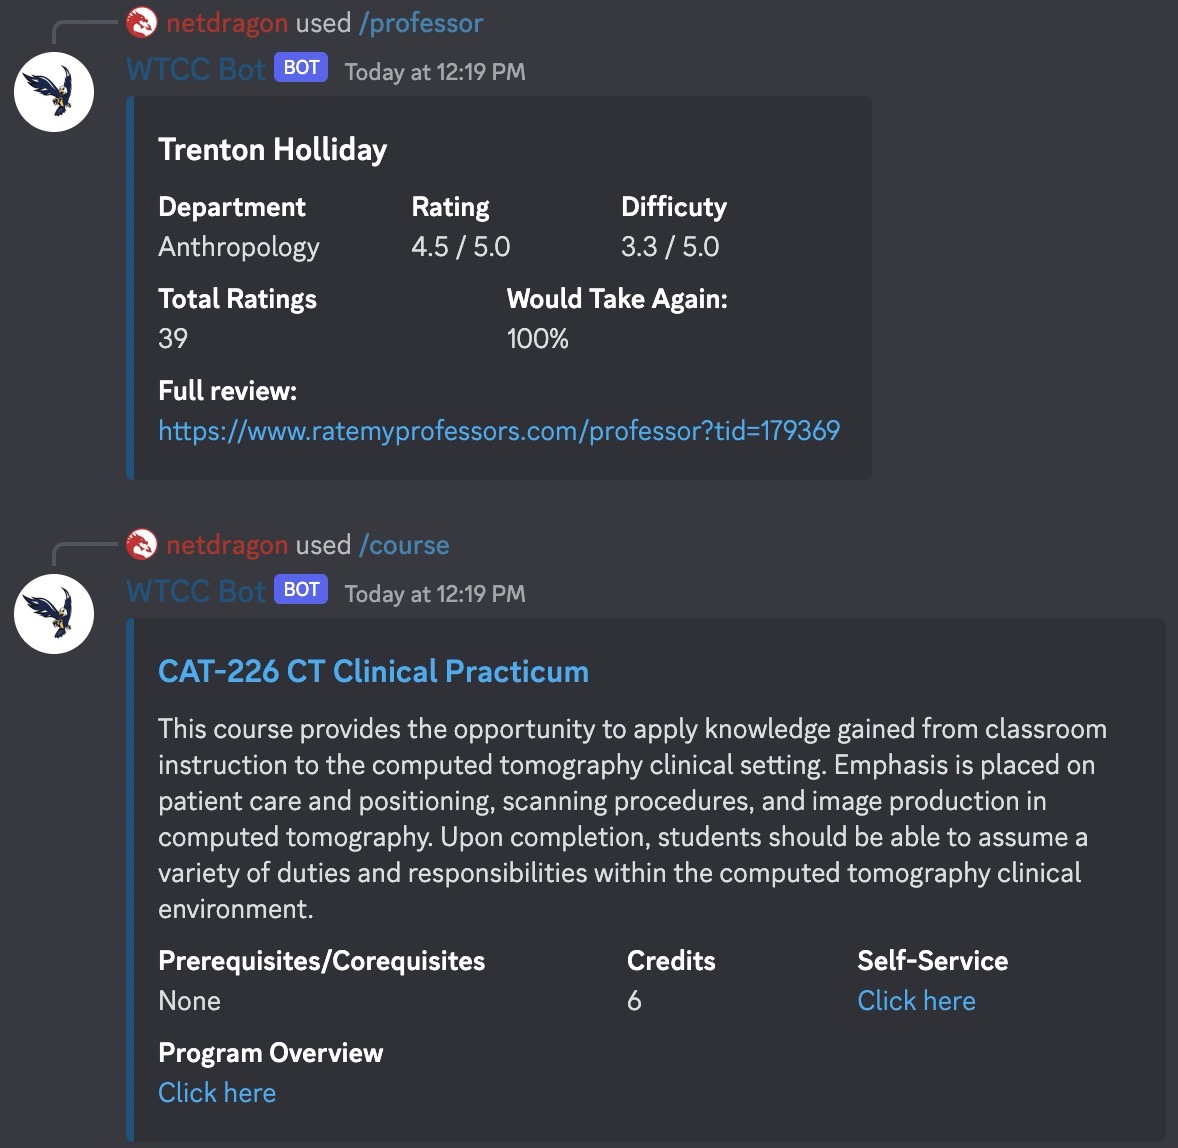 netdragon used /professor
WTCC Bot BOT Today at 12:19 PM
Trenton Holliday
Department Rating Difficuty
Anthropology 4.5 / 5.0 3.3 / 5.0
Total Ratings Would Take Again:
39 100%
Full review:
https://www.ratemyprofessors.com/professor?tid=179369
netdragon used /course
WTCC Bot BOT Today at 12:19 PM
CAT-226 CT Clinical Practicum
This course provides the opportunity to apply knowledge gained from classroom
instruction to the computed tomography clinical setting. Emphasis is placed on
patient care and positioning, scanning procedures, and image production in
computed tomography. Upon completion, students should be able to assume a
variety of duties and responsibilities within the computed tomography clinical
environment.
Prerequisites/Corequisites Credits Self-Service
None 6 Click here
Program Overview
Click here